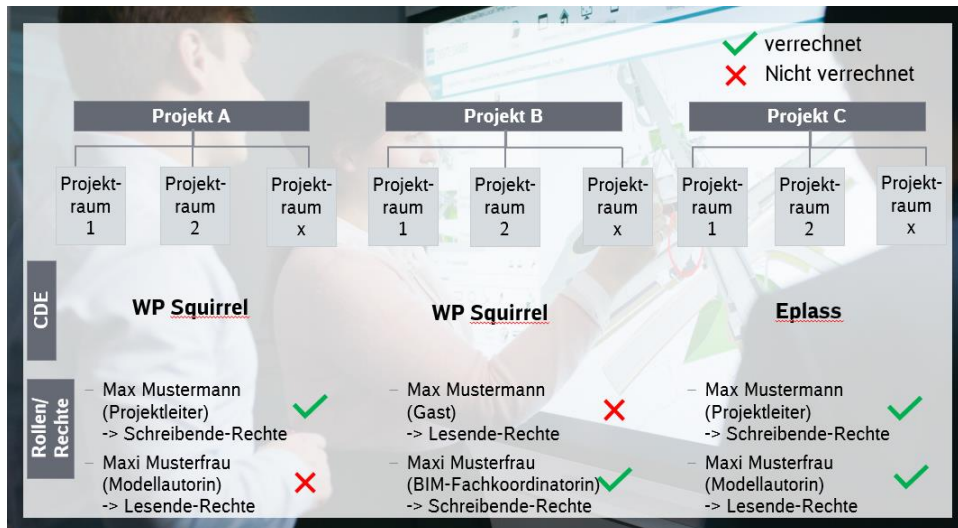 verrechnet
Nicht verrechnet
Projekt A
Projekt B
Projekt C
Projekt-
raum
1
Projekt-
raum
2
Projekt-
raum
x
Projekt-
raum
1
Projekt-
raum
2
Projekt-
raum
x
Projekt-
raum
1
Projekt-
raum
2
Projekt-
raum
x
CDE
WP Squirrel
WP Squirrel
Eplass
Rollen/
Rechte
– Max Mustermann
(Projektleiter)
-> Schreibende-Rechte
– Maxi Musterfrau
(Modellautorin)
-> Lesende-Rechte
– Max Mustermann
(Gast)
-> Lesende-Rechte
– Maxi Musterfrau
(BIM-Fachkoordinatorin)
-> Schreibende-Rechte
– Max Mustermann
(Projektleiter)
-> Schreibende-Rechte
– Maxi Musterfrau
(Modellautorin)
-> Lesende-Rechte